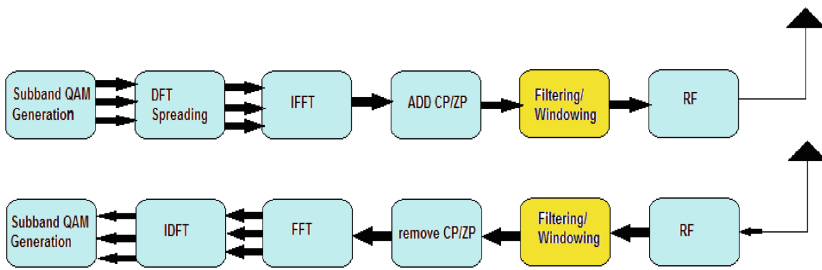 Subband QAM
Generation
DFT
Spreading
IFFT
ADD CP/ZP
Filtering/
Windowing
RF
Subband QAM
Generation
IDFT
FFT
remove CP/ZP
Filtering/
Windowing
RF